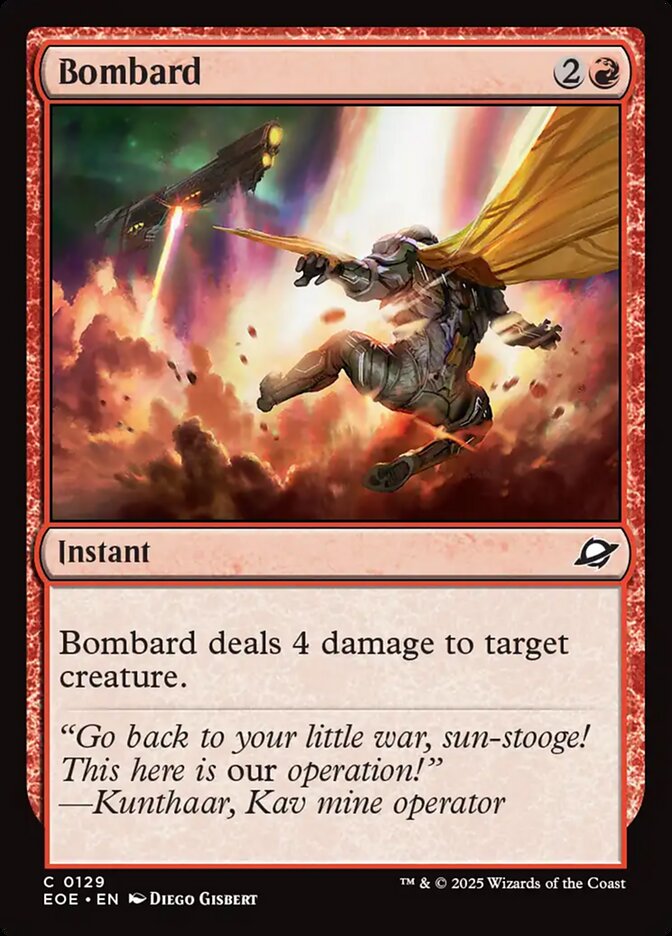 Bombard 2
Instant
Bombard deals 4 damage to target
creature.
“Go back to your little war, sun-stooge!
This here is our operation!”
—Kunthaar, Kav mine operator
C 0129
EOE • EN Diego Gisbert
™ & © 2025 Wizards of the Coast